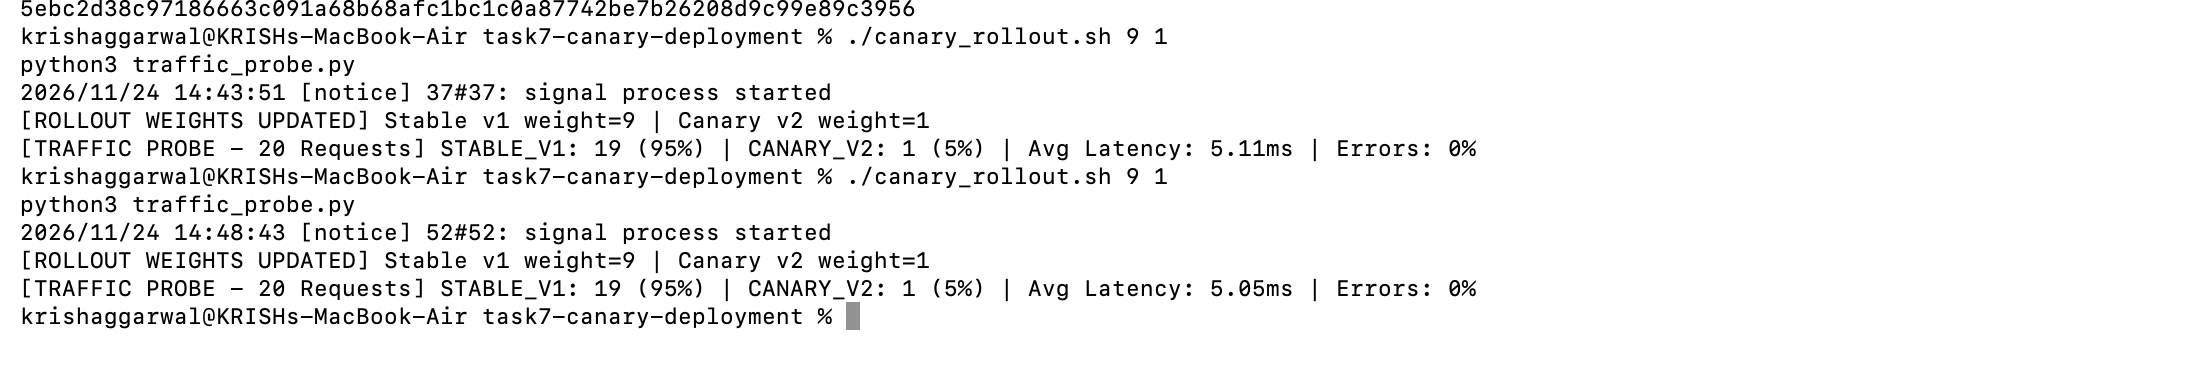 5ebc2d38c97186663c091a68b68afc1bc1c0a87742be7b26208d9c99e89c3956
krishaggarwal@KRISHs-MacBook-Air task7-canary-deployment % ./canary_rollout.sh 9 1
python3 traffic_probe.py
2026/11/24 14:43:51 [notice] 37#37: signal process started
[ROLLOUT WEIGHTS UPDATED] Stable v1 weight=9 | Canary v2 weight=1
[TRAFFIC PROBE - 20 Requests] STABLE_V1: 19 (95%) | CANARY_V2: 1 (5%) | Avg Latency: 5.11ms | Errors: 0%
krishaggarwal@KRISHs-MacBook-Air task7-canary-deployment % ./canary_rollout.sh 9 1
python3 traffic_probe.py
2026/11/24 14:48:43 [notice] 52#52: signal process started
[ROLLOUT WEIGHTS UPDATED] Stable v1 weight=9 | Canary v2 weight=1
[TRAFFIC PROBE - 20 Requests] STABLE_V1: 19 (95%) | CANARY_V2: 1 (5%) | Avg Latency: 5.05ms | Errors: 0%
krishaggarwal@KRISHs-MacBook-Air task7-canary-deployment %